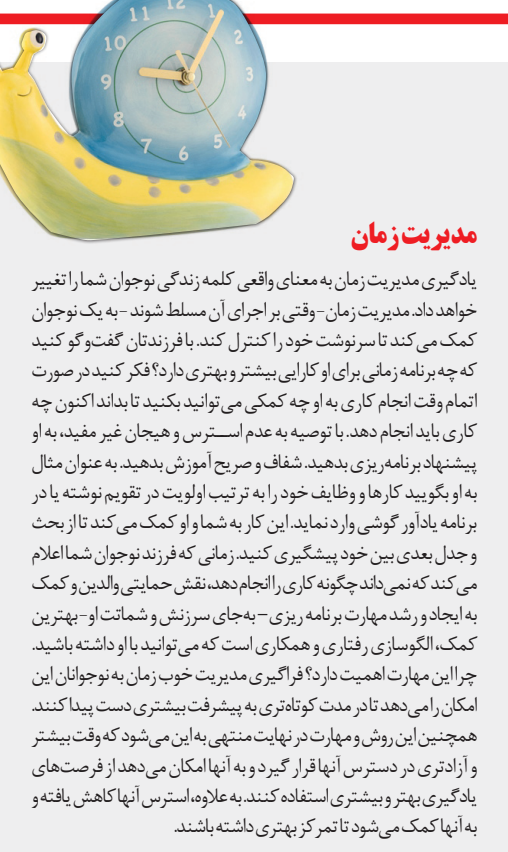 12
11
1
10
2
9
3
8
4
7
5
6
مدیریت زمان
یادگیری مدیریت زمان به معنای واقعی کلمه زندگی نوجوان شما را تغییر
خواهد داد. مدیریت زمان-وقتی بر اجرای آن مسلط شوند -به یک نوجوان
کمک می‌کند تا سرنوشت خود را کنترل کند. با فرزندتان گفت‌وگو کنید
که چه برنامه زمانی برای او کارایی بیشتر و بهتری دارد؟ فکر کنید در صورت
اتمام وقت انجام کاری به او چه کمکی می‌توانید بکنید تا بداند اکنون چه
کاری باید انجام دهد. با توصیه به عدم اســترس و هیجان غیر مفید، به او
پیشنهاد برنامه‌ریزی بدهید. شفاف و صریح آموزش بدهید. به عنوان مثال
به او بگویید کارها و وظایف خود را به ترتیب اولویت در تقویم نوشته یا در
برنامه یادآور گوشی وارد نماید. این کار به شما و او کمک می‌کند تا از بحث
و جدل بعدی بین خود پیشگیری کنید. زمانی که فرزند نوجوان شما اعلام
می‌کند که نمی‌داند چگونه کاری را انجام دهد، نقش حمایتی والدین و کمک
به ایجاد و رشد مهارت برنامه ریزی – به‌جای سرزنش و شماتت او - بهترین
کمک، الگوسازی رفتاری و همکاری است که می‌توانید با او داشته باشید.
چرا این مهارت اهمیت دارد؟ فراگیری مدیریت خوب زمان به نوجوانان این
امکان را می‌دهد تا در مدت کوتاه‌تری به پیشرفت بیشتری دست پیدا کنند.
همچنین این روش و مهارت در نهایت منتهی به این می‌شود که وقت بیشتر
و آزادتری در دسترس آنها قرار گیرد و به آنها امکان می‌دهد از فرصت‌های
یادگیری بهتر و بیشتری استفاده کنند. به علاوه، استرس آنها کاهش یافته و
به آنها کمک می‌شود تا تمرکز بهتری داشته باشند.